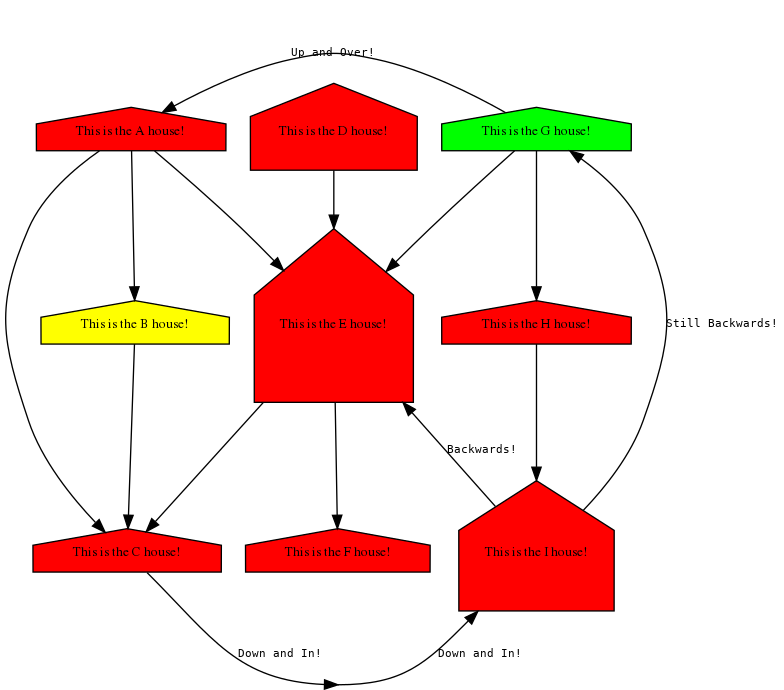 Up and Over!
This is the A house!
This is the D house!
This is the G house!
This is the B house!
This is the E house!
This is the H house!
Still Backwards!
Backwards!
This is the C house!
This is the F house!
This is the I house!
Down and In!
Down and In!